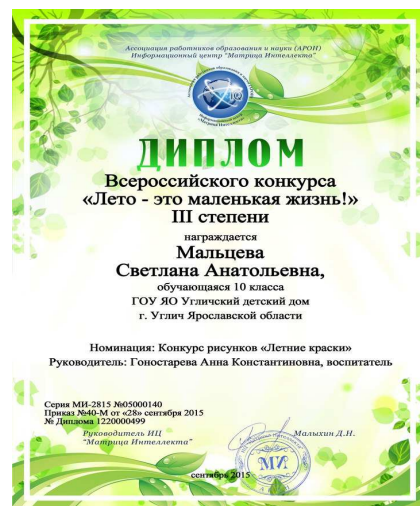 Ассоциация работников образования и науки (АРОН)
Информационный центр "Матрица Интеллекта"
ДИПЛОМ
Всероссийского конкурса
«Лето - это маленькая жизнь!»
III степени
награждается
Мальцева
Светлана Анатольевна,
обучающаяся 10 класса
ГОУ ЯО Угличский детский дом
г. Углич Ярославской области
Номинация: Конкурс рисунков «Летние краски»
Руководитель: Гоностарева Анна Константиновна, воспитатель
Серия МИ-2815 №05000140
Приказ №40-М от «28» сентября 2015
№ Диплома 1220000499
Руководитель ИЦ
"Матрица Интеллекта"
Малыхин Д.Н.
МИ
сентябрь 2015